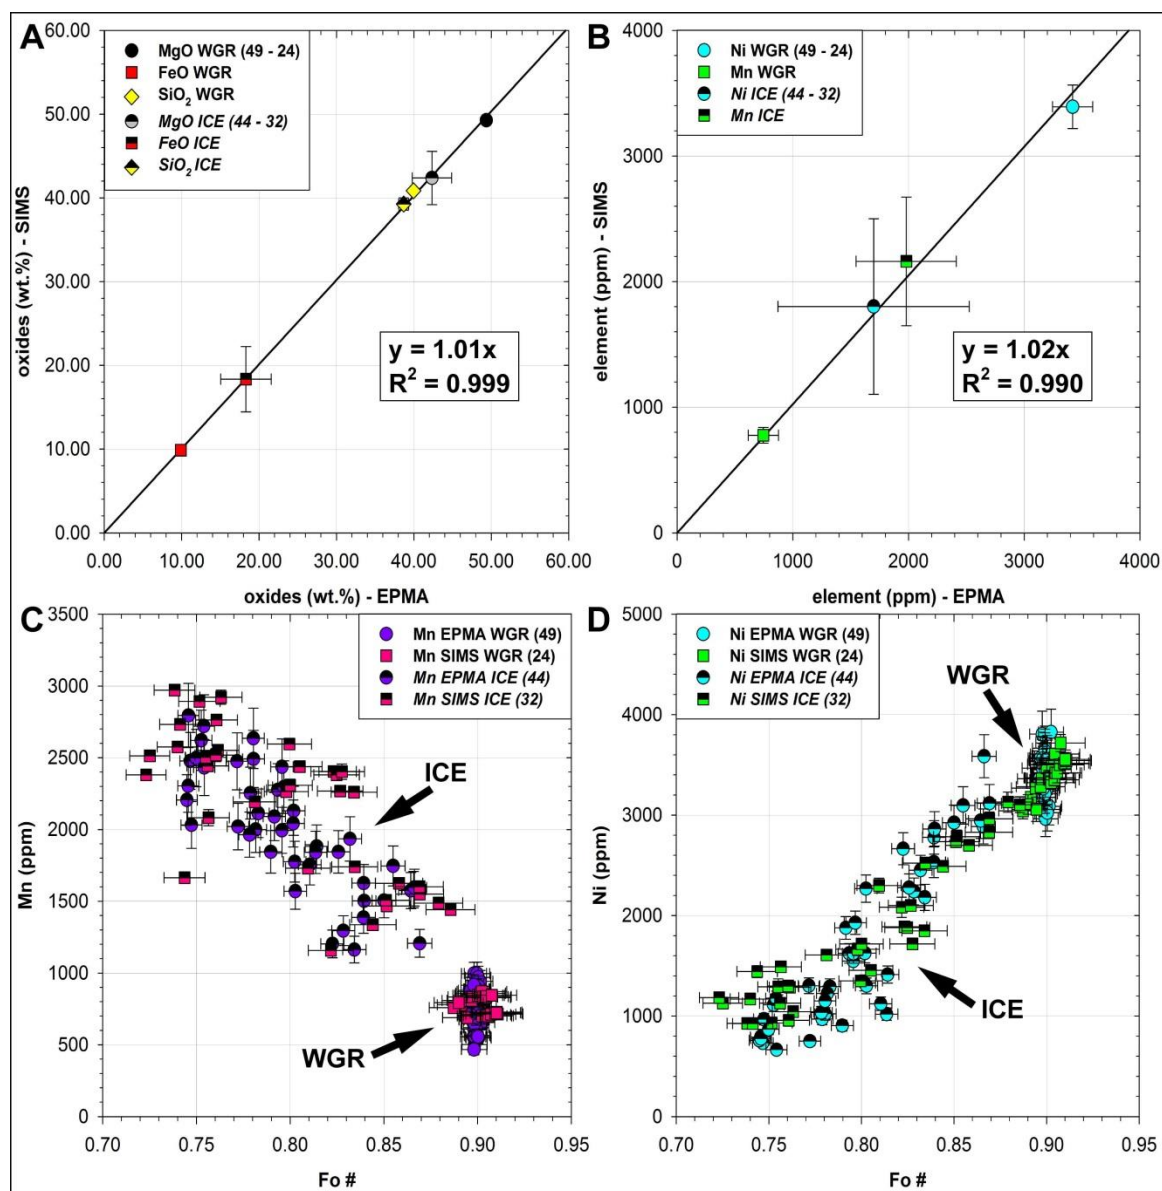 A
60.00
50.00
40.00
30.00
20.00
10.00
0.00
oxides (wt.%) - SIMS
MgO WGR (49 - 24)
FeO WGR
SiO2 WGR
MgO ICE (44 - 32)
FeO ICE
SiO2 ICE
y = 1.01x
R2 = 0.999
0.00 10.00 20.00 30.00 40.00 50.00 60.00
oxides (wt.%) - EPMA
B
4000
3000
2000
1000
0
element (ppm) - SIMS
Ni WGR (49 - 24)
Mn WGR
Ni ICE (44 - 32)
Mn ICE
y = 1.02x
R2 = 0.990
0 1000 2000 3000 4000
element (ppm) - EPMA
C
3500
3000
2500
2000
1500
1000
500
0
Mn (ppm)
Mn EPMA WGR (49)
Mn SIMS WGR (24)
Mn EPMA ICE (44)
Mn SIMS ICE (32)
ICE
WGR
0.70 0.75 0.80 0.85 0.90 0.95
Fo #
D
5000
4000
3000
2000
1000
0
Ni (ppm)
Ni EPMA WGR (49)
Ni SIMS WGR (24)
Ni EPMA ICE (44)
Ni SIMS ICE (32)
WGR
ICE
0.70 0.75 0.80 0.85 0.90 0.95
Fo #